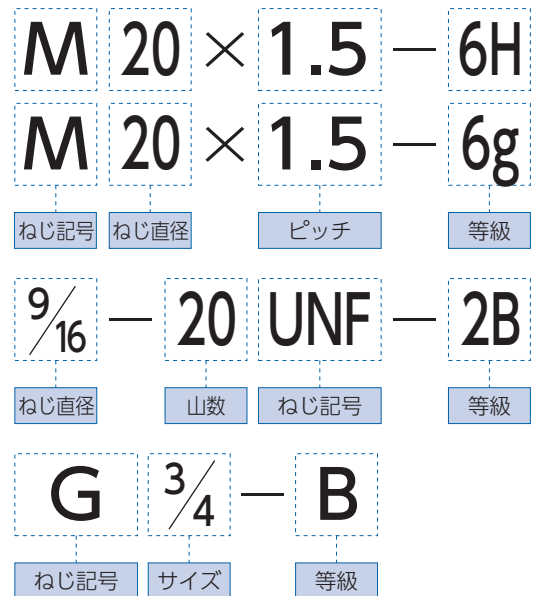 M 20 × 1.5 － 6H
M 20 × 1.5 － 6g
ねじ記号 ねじ直径 ピッチ 等級
9/16 － 20 UNF － 2B
ねじ直径 山数 ねじ記号 等級
G 3/4 － B
ねじ記号 サイズ 等級